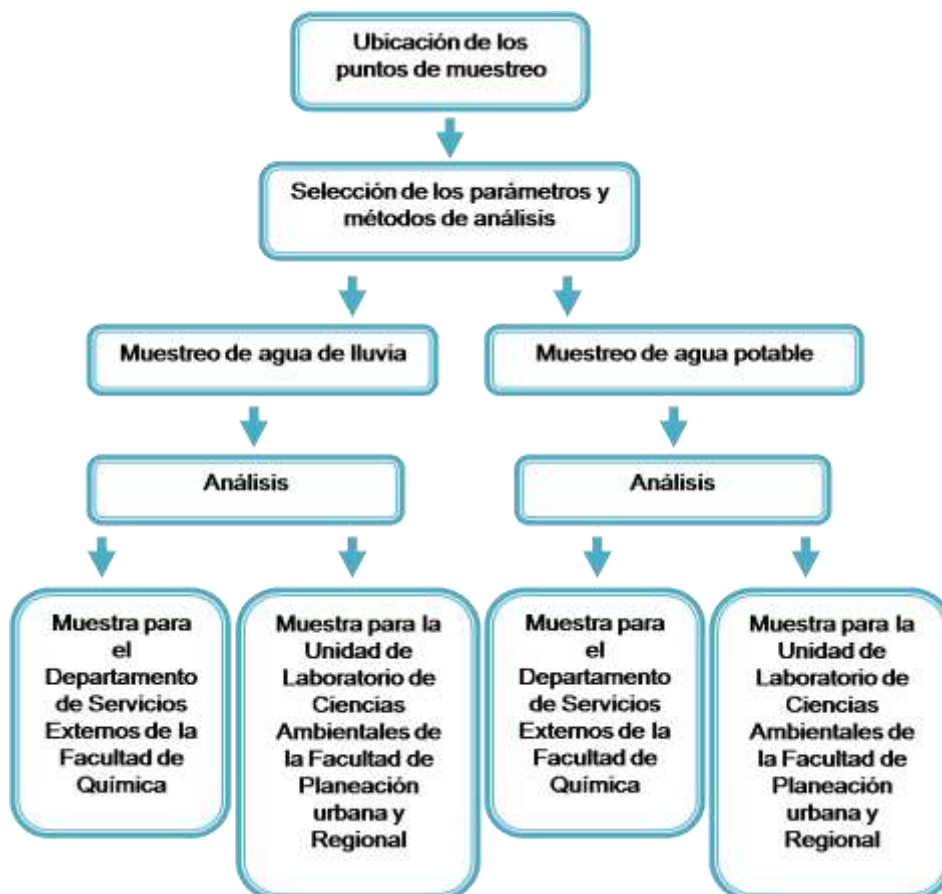 Ubicación de los
puntos de muestreo
Selección de los parámetros y
métodos de análisis
Muestreo de agua de lluvia
Muestreo de agua potable
Análisis
Análisis
Muestra para
el
Departamento
de Servicios
Externos de la
Facultad de
Química
Muestra para la
Unidad de
Laboratorio de
Ciencias
Ambientales de
la Facultad de
Planeación
urbana y
Regional
Muestra para
el
Departamento
de Servicios
Externos de la
Facultad de
Química
Muestra para la
Unidad de
Laboratorio de
Ciencias
Ambientales de
la Facultad de
Planeación
urbana y
Regional